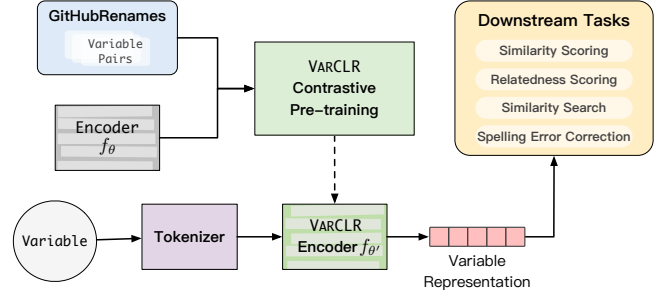 GitHubRenames
Variable
Pairs
Encoder
fθ
VARCLR
Contrastive
Pre-training
Downstream Tasks
Similarity Scoring
Relatedness Scoring
Similarity Search
Spelling Error Correction
Variable
Tokenizer
VARCLR
Encoder fθ′
Variable
Representation